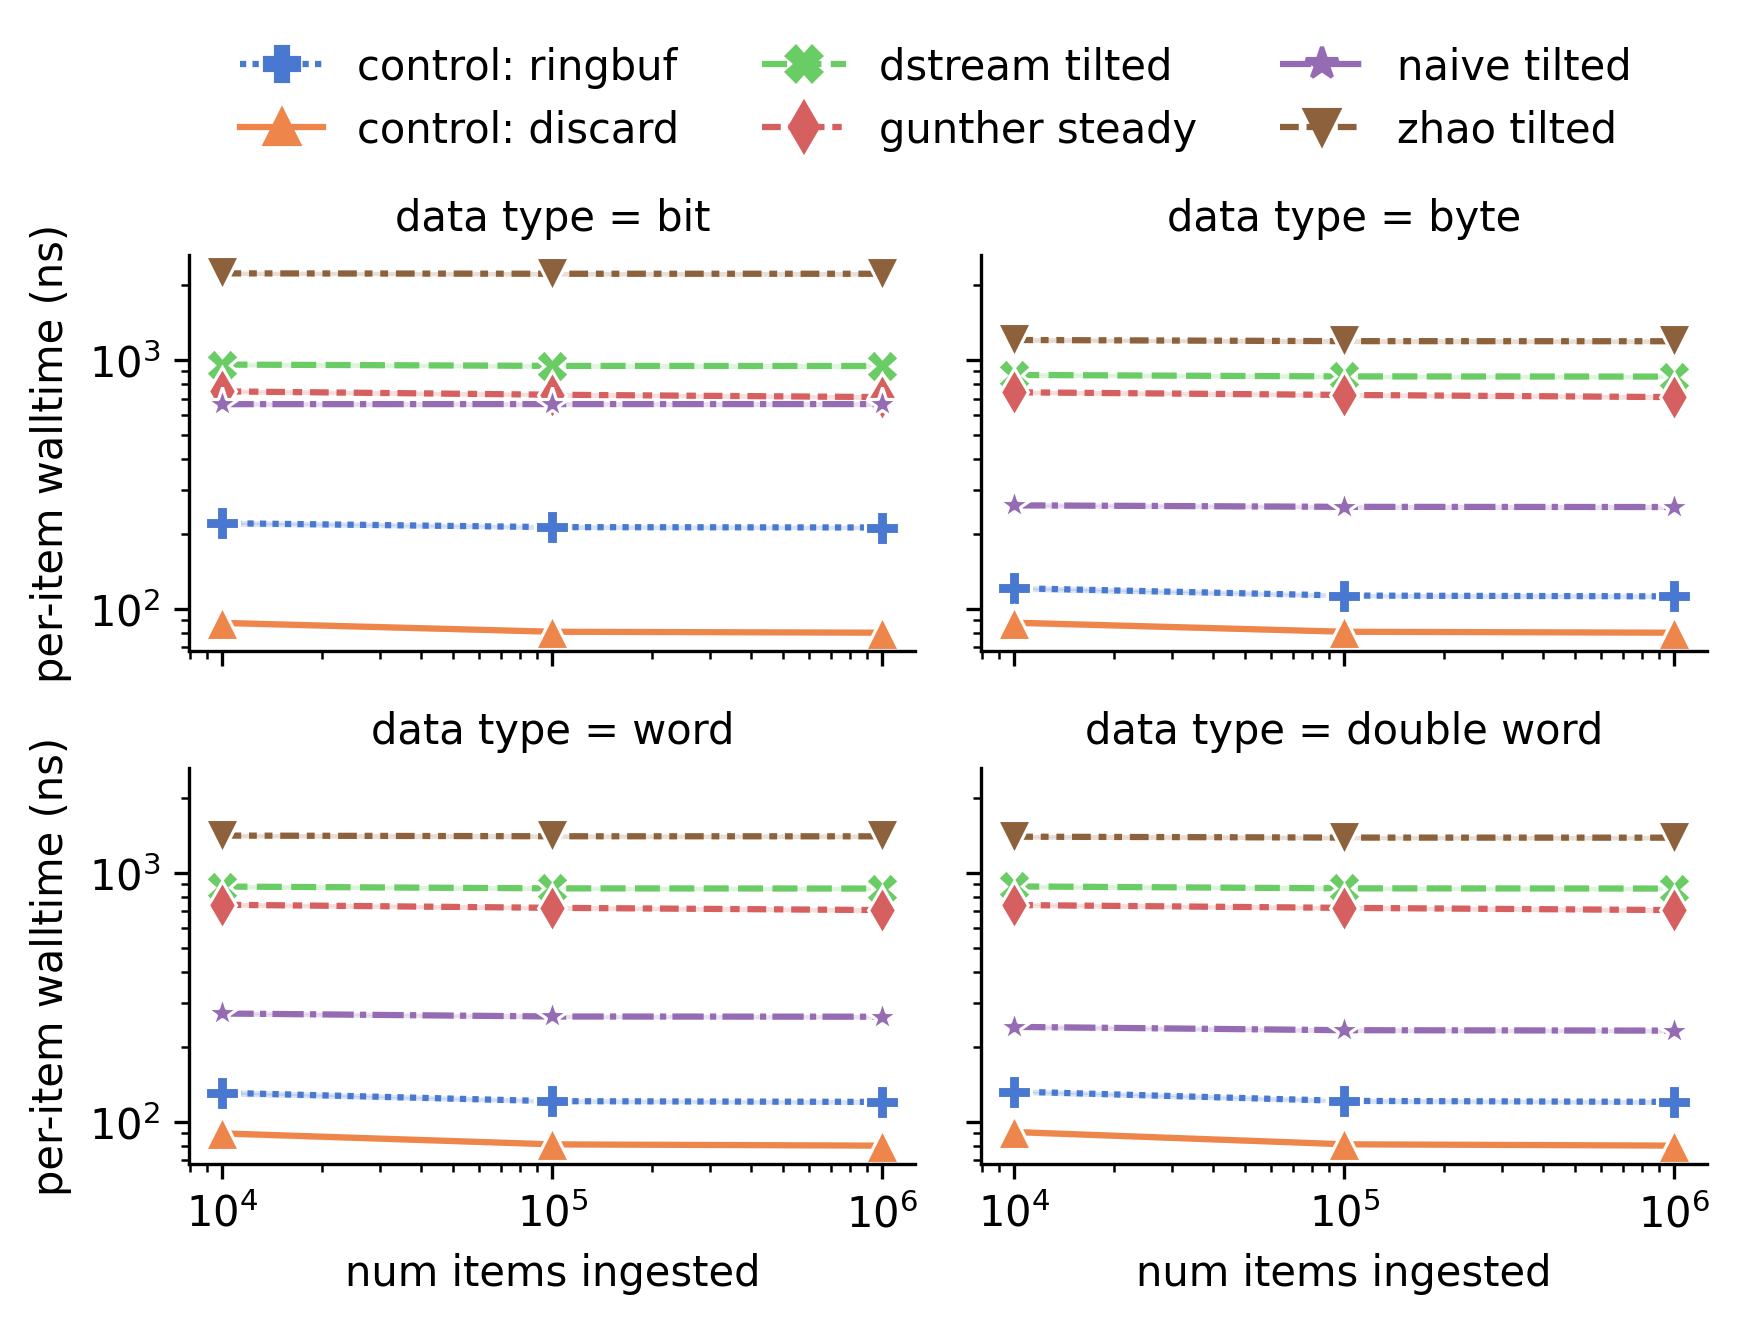 control: ringbuf dstream tilted naive tilted
control: discard gunther steady zhao tilted
data type = bit data type = byte
per-item walltime (ns)
10³
10²
data type = word data type = double word
per-item walltime (ns)
10³
10²
10⁴ 10⁵ 10⁶ 10⁴ 10⁵ 10⁶
num items ingested num items ingested